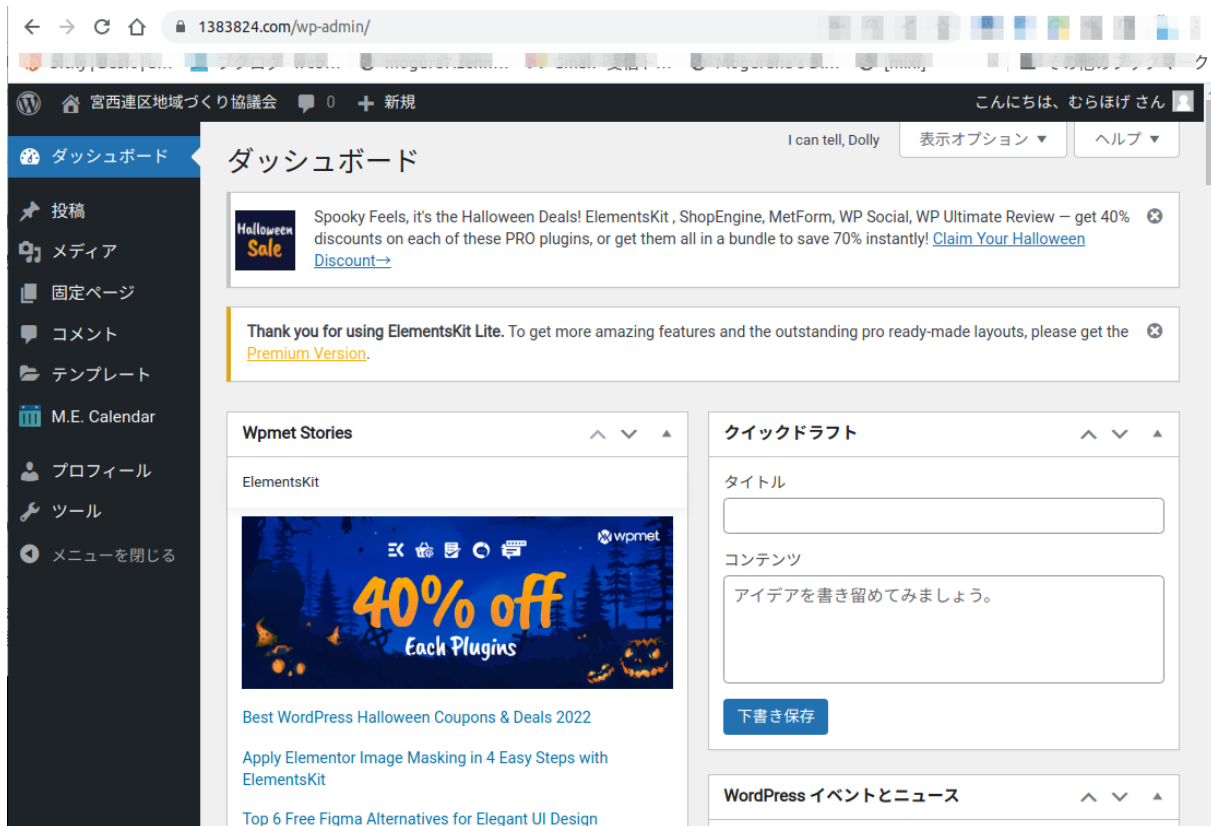 1383824.com/wp-admin/
宮西連区地域づくり協議会 0 新規 こんにちは、むらほげ さん
ダッシュボード
投稿
メディア
固定ページ
コメント
テンプレート
M.E. Calendar
プロフィール
ツール
メニューを閉じる
I can tell, Dolly 表示オプション ▼ ヘルプ ▼
ダッシュボード
Halloween
Sale
Spooky Feels, it's the Halloween Deals! ElementsKit , ShopEngine, MetForm, WP Social, WP Ultimate Review — get 40%
discounts on each of these PRO plugins, or get them all in a bundle to save 70% instantly! Claim Your Halloween
Discount→
Thank you for using ElementsKit Lite. To get more amazing features and the outstanding pro ready-made layouts, please get the
Premium Version.
Wpmet Stories
ElementsKit
wpmet
40% off
Each Plugins
Best WordPress Halloween Coupons & Deals 2022
Apply Elementor Image Masking in 4 Easy Steps with
ElementsKit
Top 6 Free Figma Alternatives for Elegant UI Design
クイックドラフト
タイトル
コンテンツ
アイデアを書き留めてみましょう。
下書き保存
WordPress イベントとニュース